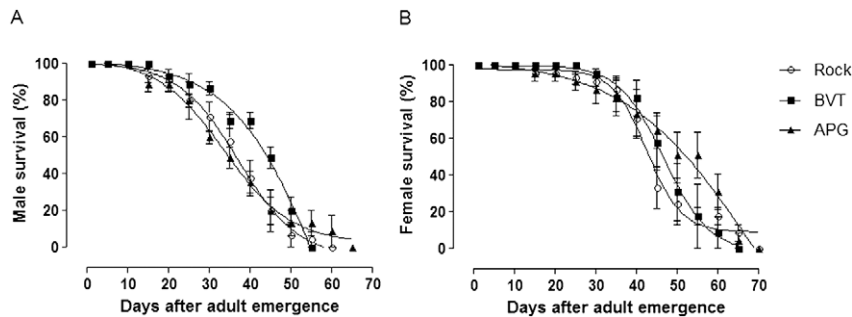 A
Male survival (%)
100
80
60
40
20
0
0 10 20 30 40 50 60 70
Days after adult emergence
B
Female survival (%)
100
80
60
40
20
0
0 10 20 30 40 50 60 70
Days after adult emergence
Rock
BVT
APG